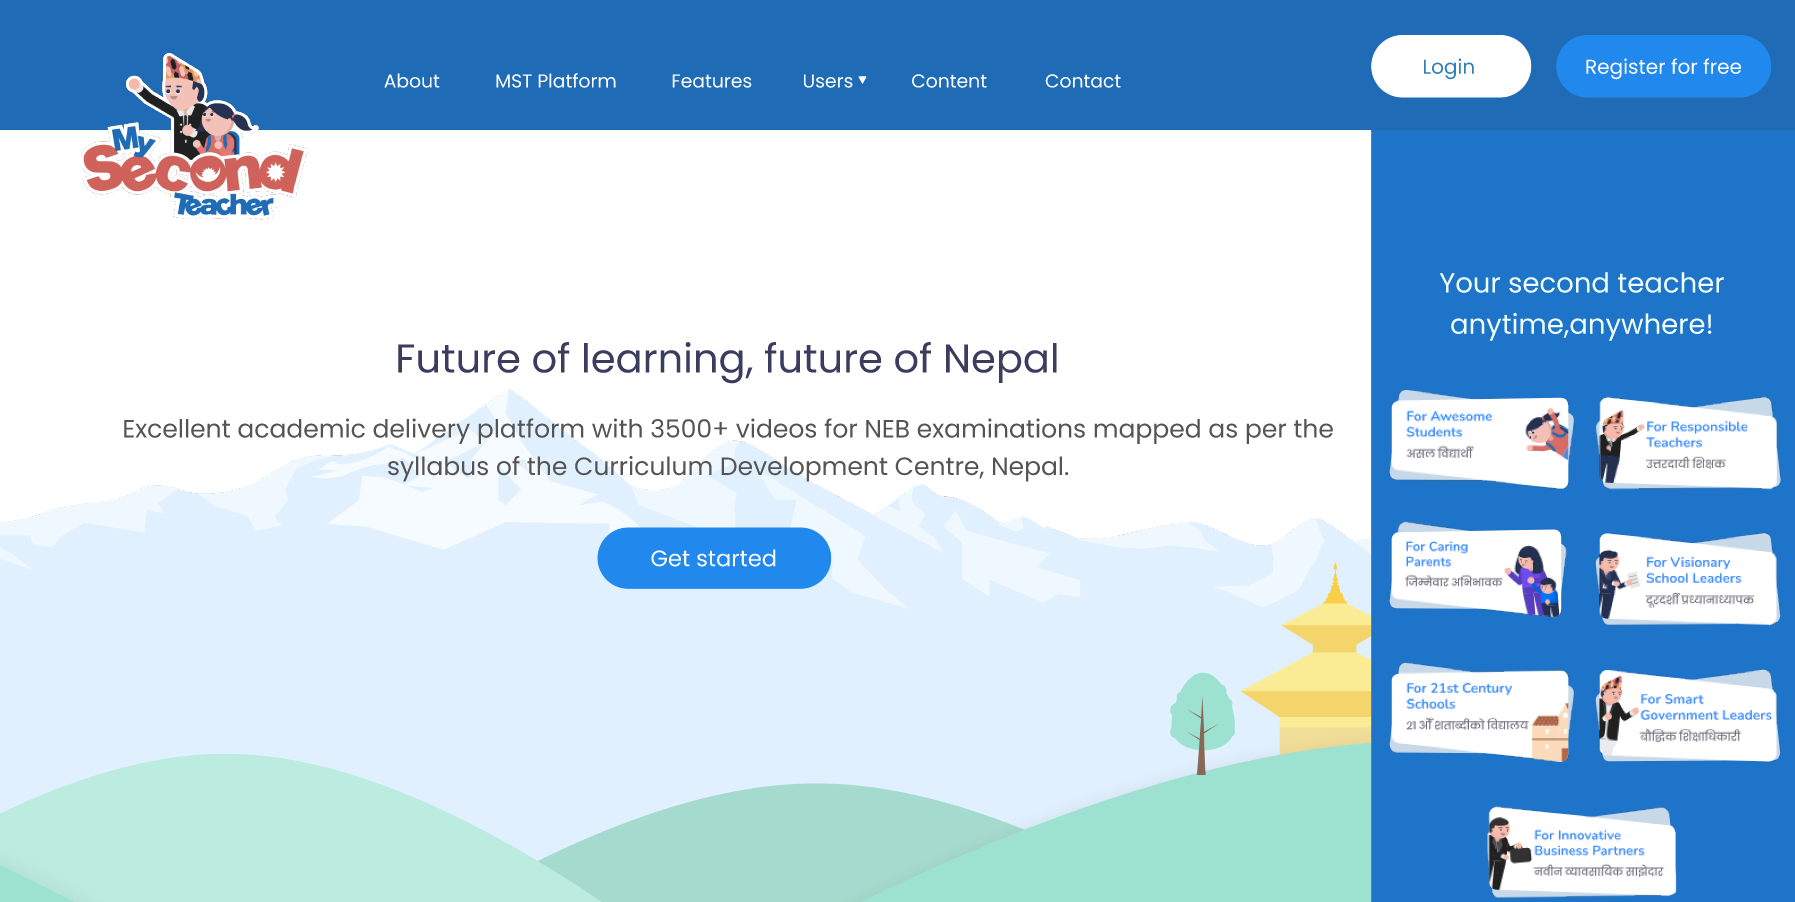 About
MST Platform
Features
Users ▾
Content
Contact
Login
Register for free
My
Second
Teacher
Future of learning, future of Nepal
Excellent academic delivery platform with 3500+ videos for NEB examinations mapped as per the
syllabus of the Curriculum Development Centre, Nepal.
Get started
Your second teacher
anytime,anywhere!
For Awesome
Students
असल विद्यार्थी
For Responsible
Teachers
उत्तरदायी शिक्षक
For Caring
Parents
जिम्मेवार अभिभावक
For Visionary
School Leaders
दूरदर्शी प्रध्यानाध्यापक
For 21st Century
Schools
21 औँ शताब्दीको विद्यालय
For Smart
Government Leaders
बौद्धिक शिक्षाधिकारी
For Innovative
Business Partners
नवीन व्यावसायिक साझेदार